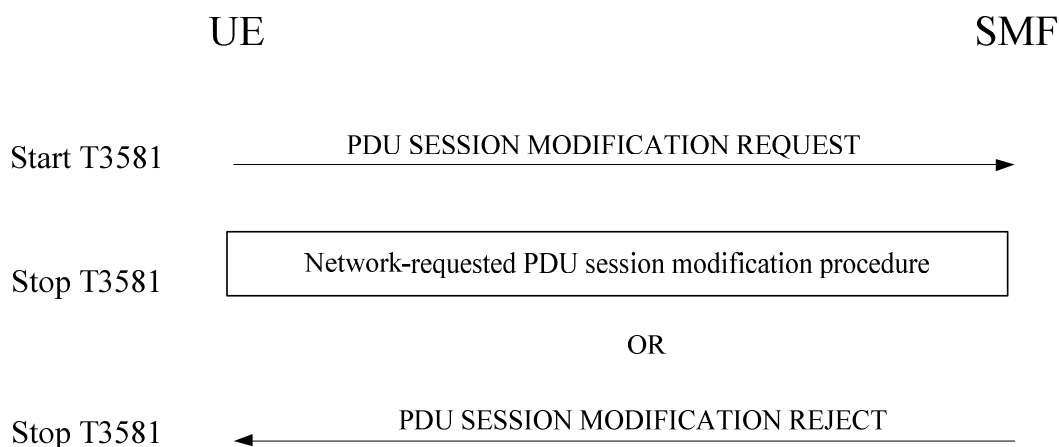 UE SMF
Start T3581 PDU SESSION MODIFICATION REQUEST
Stop T3581 Network-requested PDU session modification procedure
OR
Stop T3581 PDU SESSION MODIFICATION REJECT